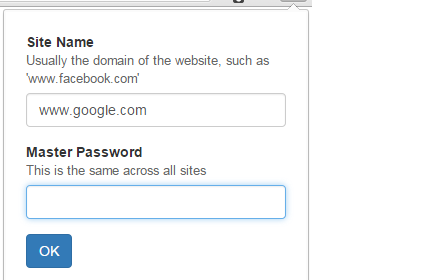 Site Name
Usually the domain of the website, such as
'www.facebook.com'
www.google.com
Master Password
This is the same across all sites
OK